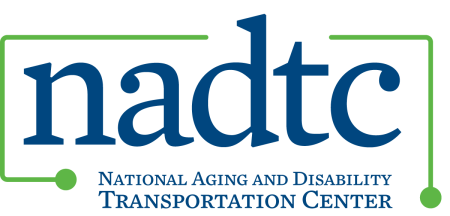 nadtc
National Aging and Disability
Transportation Center